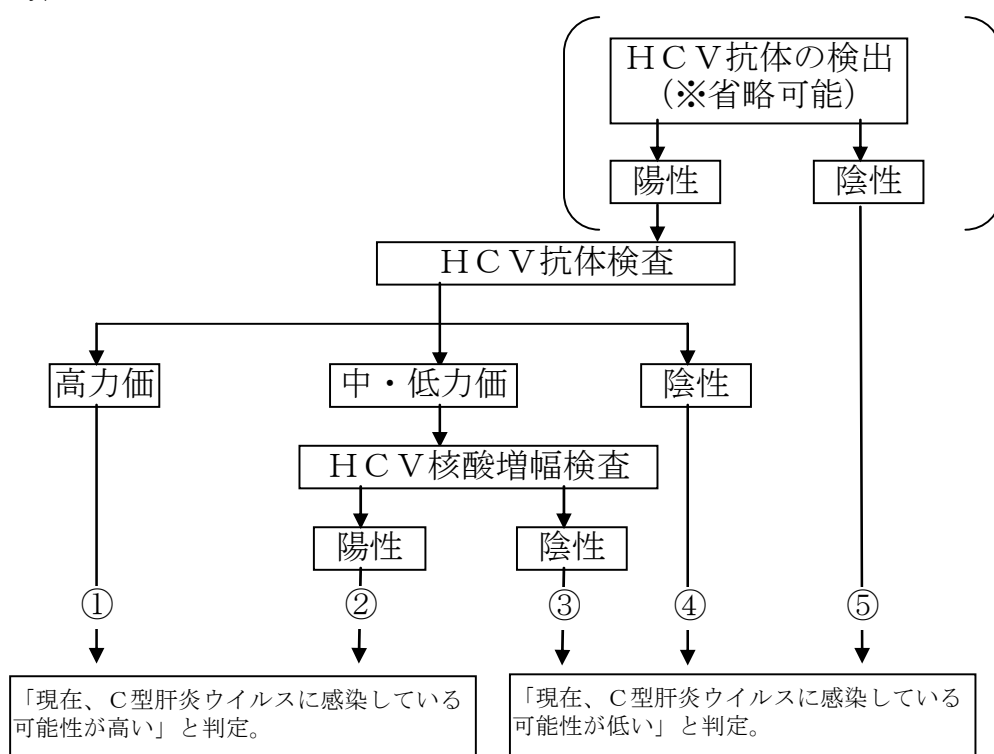 ＨＣＶ抗体の検出
（※省略可能）
陽性
陰性
ＨＣＶ抗体検査
高力価
中・低力価
陰性
ＨＣＶ核酸増幅検査
陽性
陰性
①
②
③
④
⑤
「現在、Ｃ型肝炎ウイルスに感染している
可能性が高い」と判定。
「現在、Ｃ型肝炎ウイルスに感染している
可能性が低い」と判定。